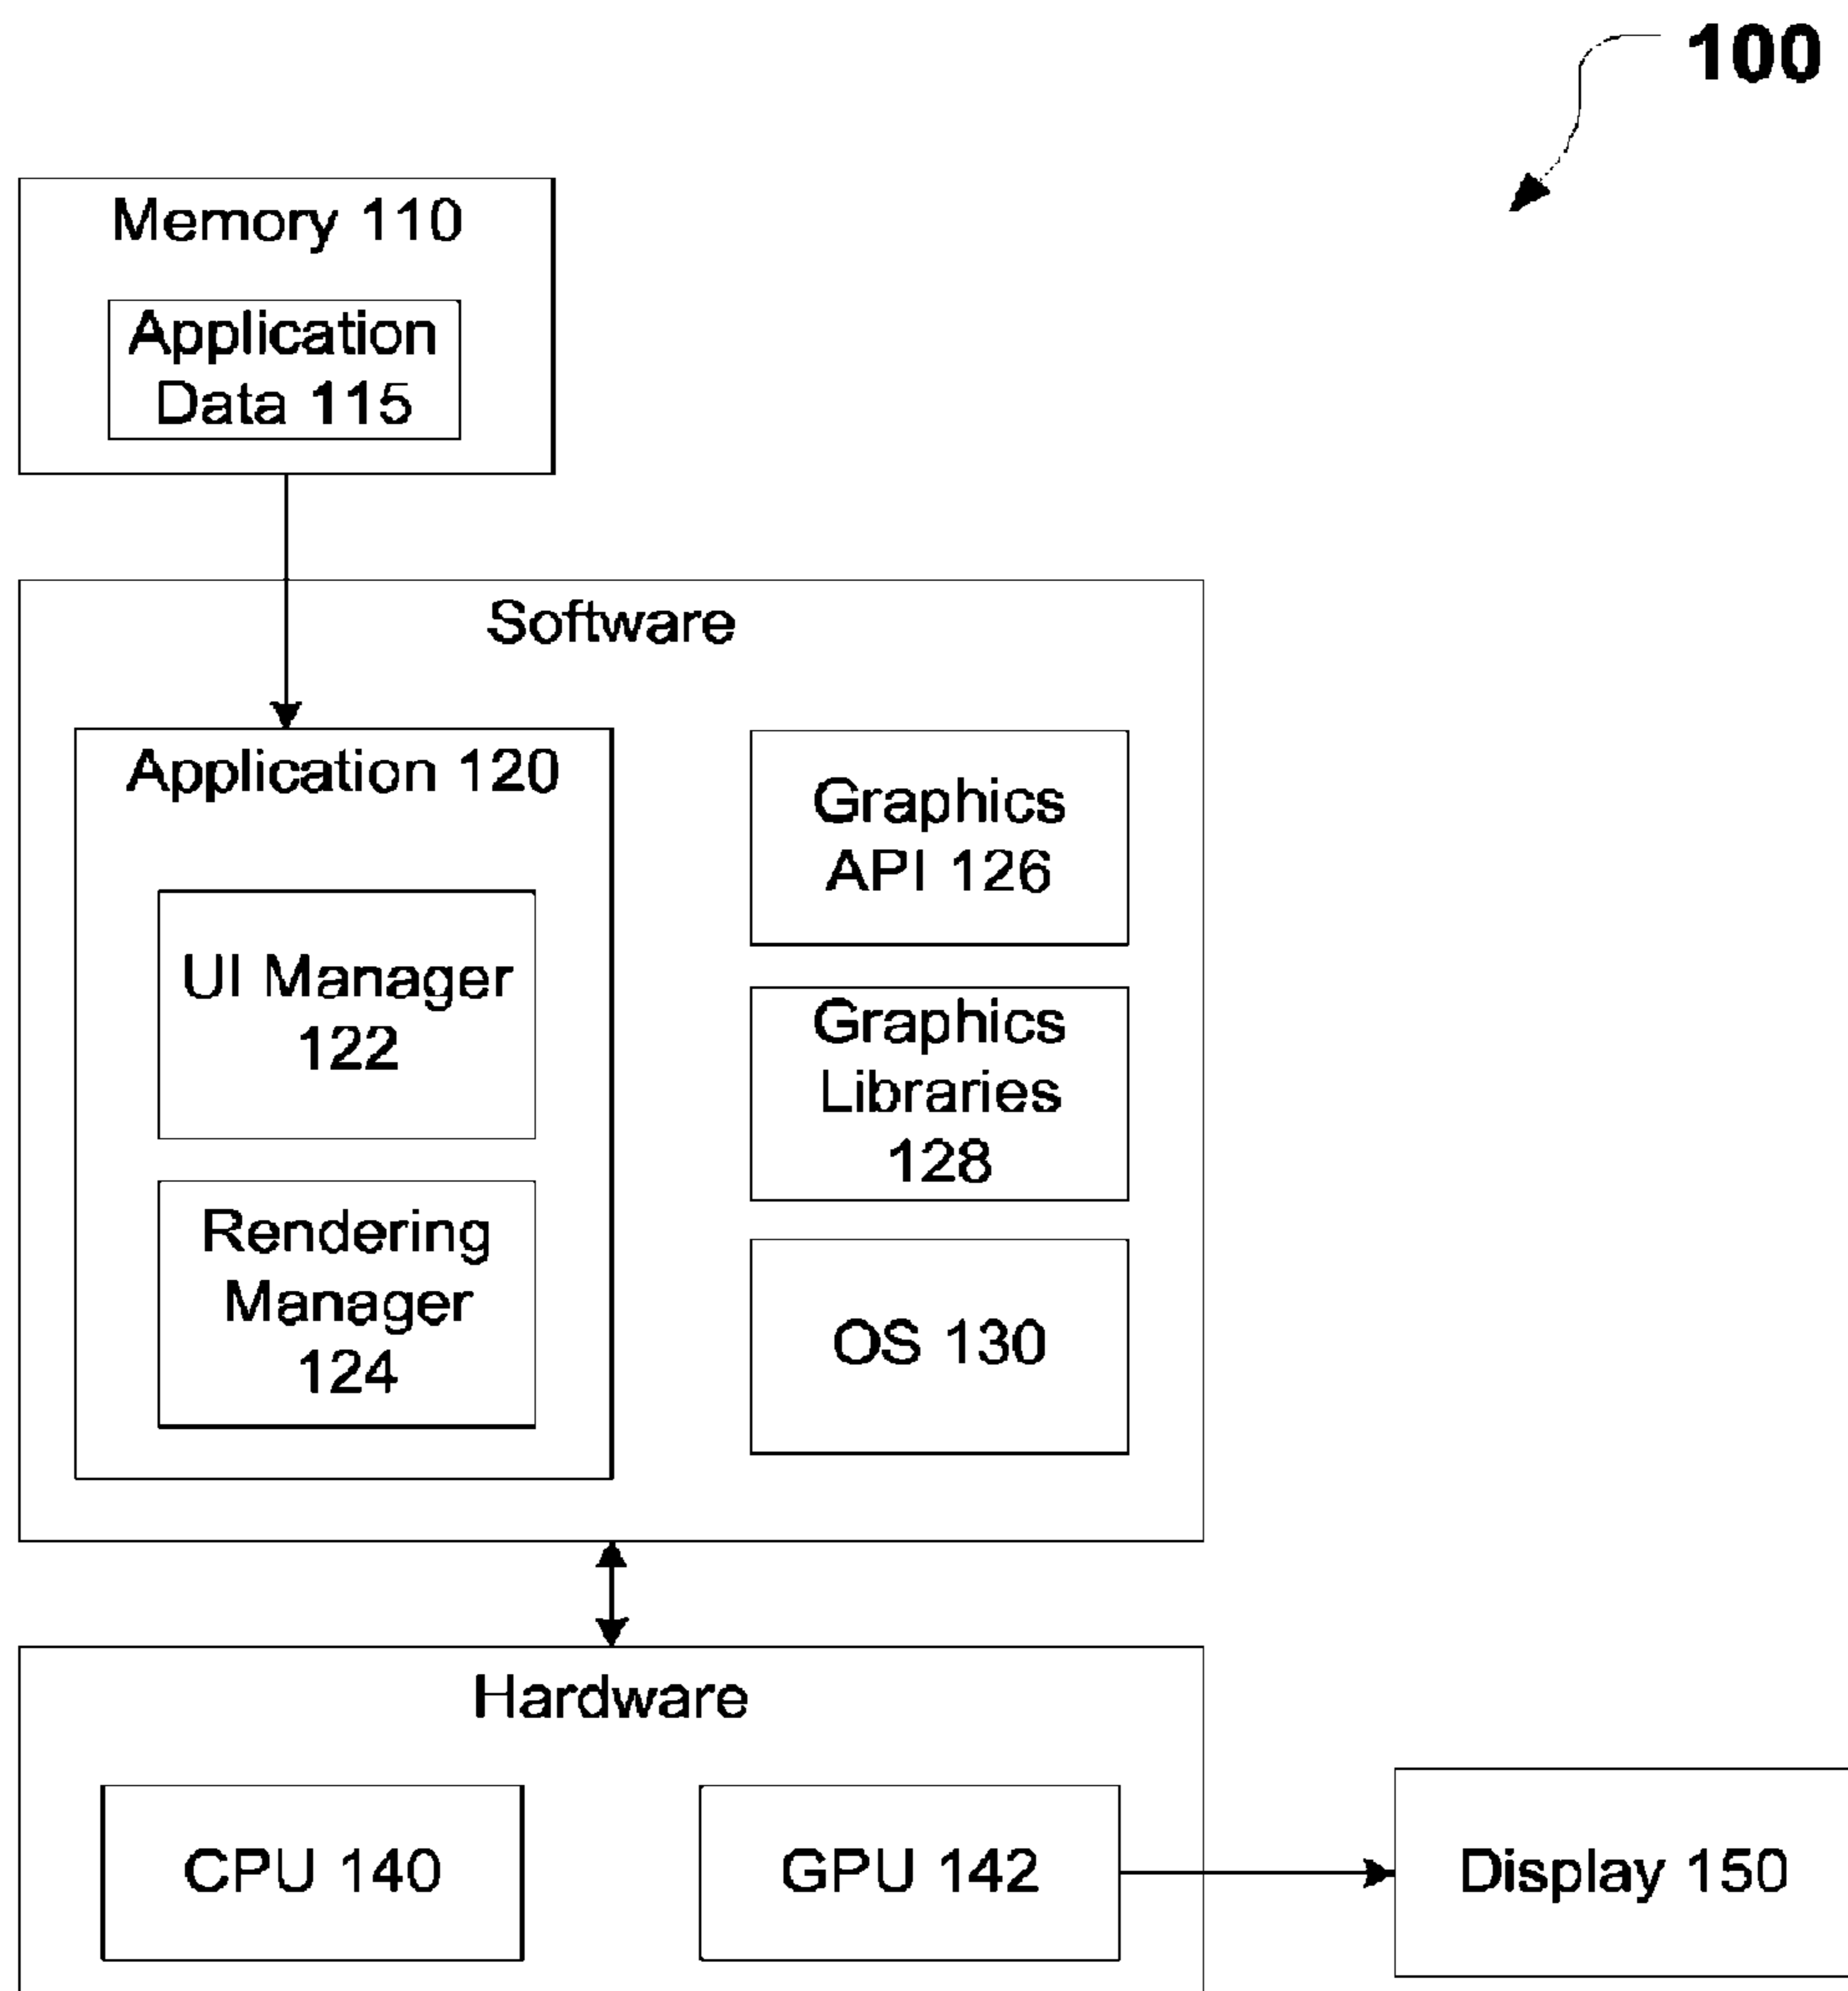 100
Memory 110
Application
Data 115
Software
Application 120
UI Manager
122
Rendering
Manager
124
Graphics
API 126
Graphics
Libraries
128
OS 130
Hardware
CPU 140
GPU 142
Display 150